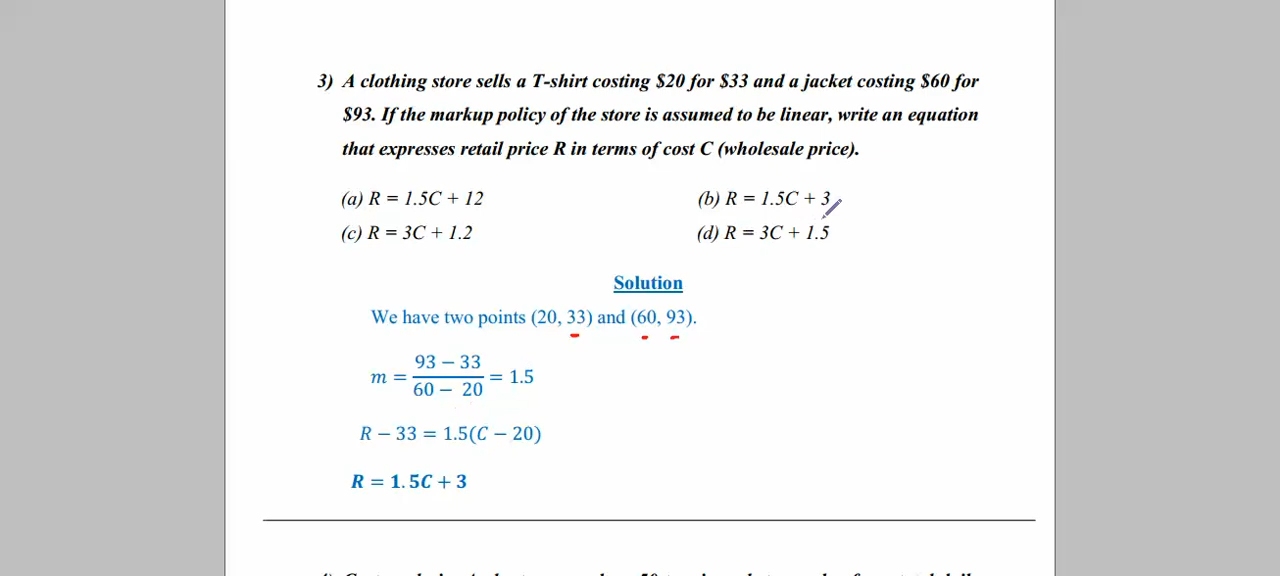 3) A clothing store sells a T-shirt costing $20 for $33 and a jacket costing $60 for
$93. If the markup policy of the store is assumed to be linear, write an equation
that expresses retail price R in terms of cost C (wholesale price).
(a) R = 1.5C + 12 (b) R = 1.5C + 3
(c) R = 3C + 1.2 (d) R = 3C + 1.5
Solution
We have two points (20, 33) and (60, 93).
m = \frac{93 − 33}{60 − 20} = 1.5
R − 33 = 1.5(C − 20)
R = 1.5C + 3